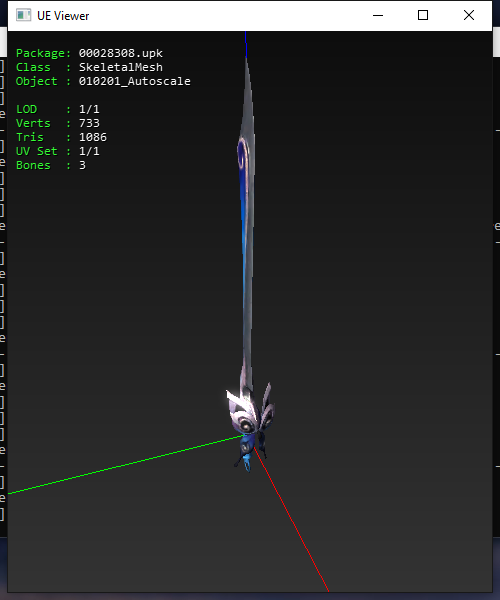 UE Viewer
Package: 00028308.upk
Class  : SkeletalMesh
Object : 010201_Autoscale
LOD    : 1/1
Verts  : 733
Tris   : 1086
UV Set : 1/1
Bones  : 3